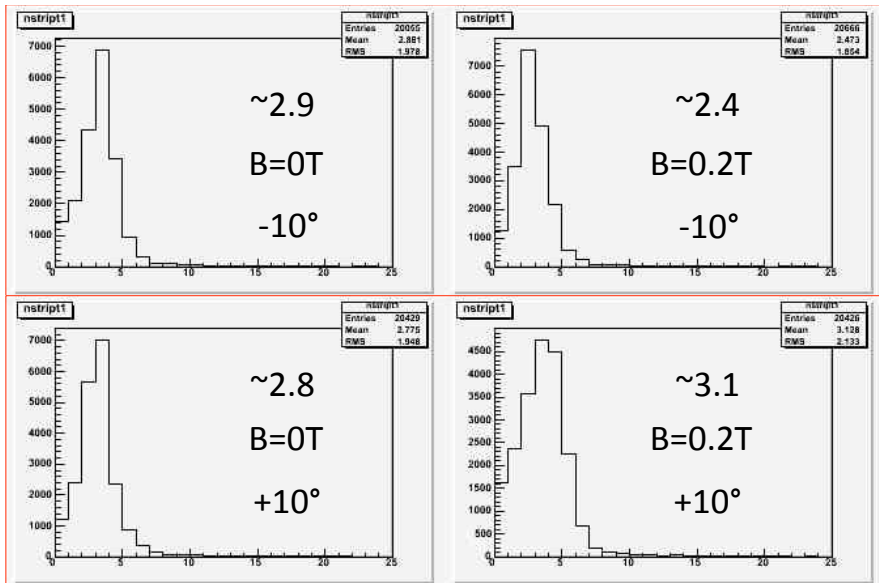 nstript1
nstript1
Entries 20055
Mean 2.881
RMS 1.978
7000
6000
5000
4000
3000
2000
1000
0
0 5 10 15 20 25
~2.9
B=0T
-10°
nstript1
nstript1
Entries 20666
Mean 2.473
RMS 1.854
7000
6000
5000
4000
3000
2000
1000
0
0 5 10 15 20 25
~2.4
B=0.2T
-10°
nstript1
nstript1
Entries 20429
Mean 2.775
RMS 1.948
7000
6000
5000
4000
3000
2000
1000
0
0 5 10 15 20 25
~2.8
B=0T
+10°
nstript1
nstript1
Entries 20426
Mean 3.128
RMS 2.133
4500
4000
3500
3000
2500
2000
1500
1000
500
0
0 5 10 15 20 25
~3.1
B=0.2T
+10°